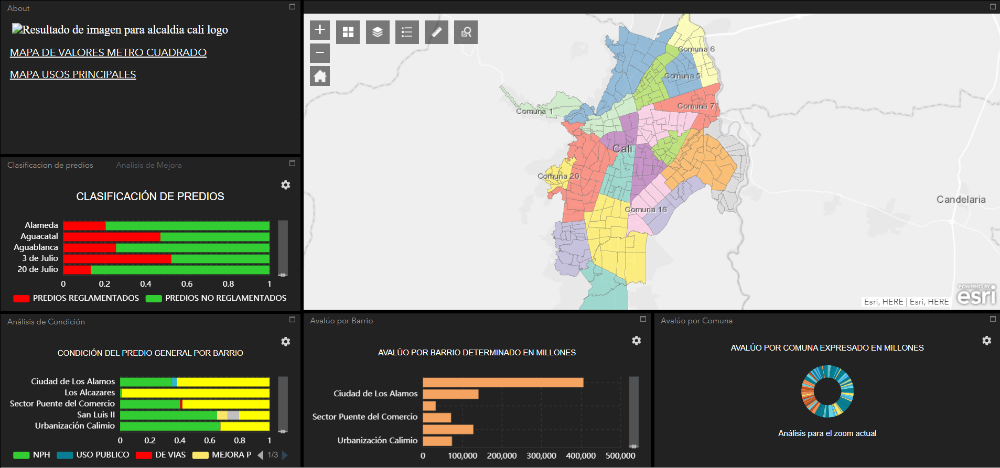 About
Resultado de imagen para alcaldia cali logo
MAPA DE VALORES METRO CUADRADO
MAPA USOS PRINCIPALES
Clasificacion de predios
Analisis de Mejora
CLASIFICACIÓN DE PREDIOS
Alameda
Aguacatal
Aguablanca
3 de Julio
20 de Julio
0 0.2 0.4 0.6 0.8 1
PREDIOS REGLAMENTADOS PREDIOS NO REGLAMENTADOS
Análisis de Condición
CONDICIÓN DEL PREDIO GENERAL POR BARRIO
Ciudad de Los Alamos
Los Alcazares
Sector Puente del Comercio
San Luis II
Urbanización Calimio
0 0.2 0.4 0.6 0.8 1
NPH USO PUBLICO DE VIAS MEJORA P 1/3
Comuna 6
Comuna 5
Comuna 7
Comuna 1
Cali
Comuna 20
Candelaria
Comuna 16
Esri, HERE | Esri, HERE
POWERED BY
esri
Avalúo por Barrio
AVALÚO POR BARRIO DETERMINADO EN MILLONES
Ciudad de Los Alamos
Sector Puente del Comercio
Urbanización Calimio
0 100,000 200,000 300,000 400,000 500,000
Avalúo por Comuna
AVALÚO POR COMUNA EXPRESADO EN MILLONES
Análisis para el zoom actual